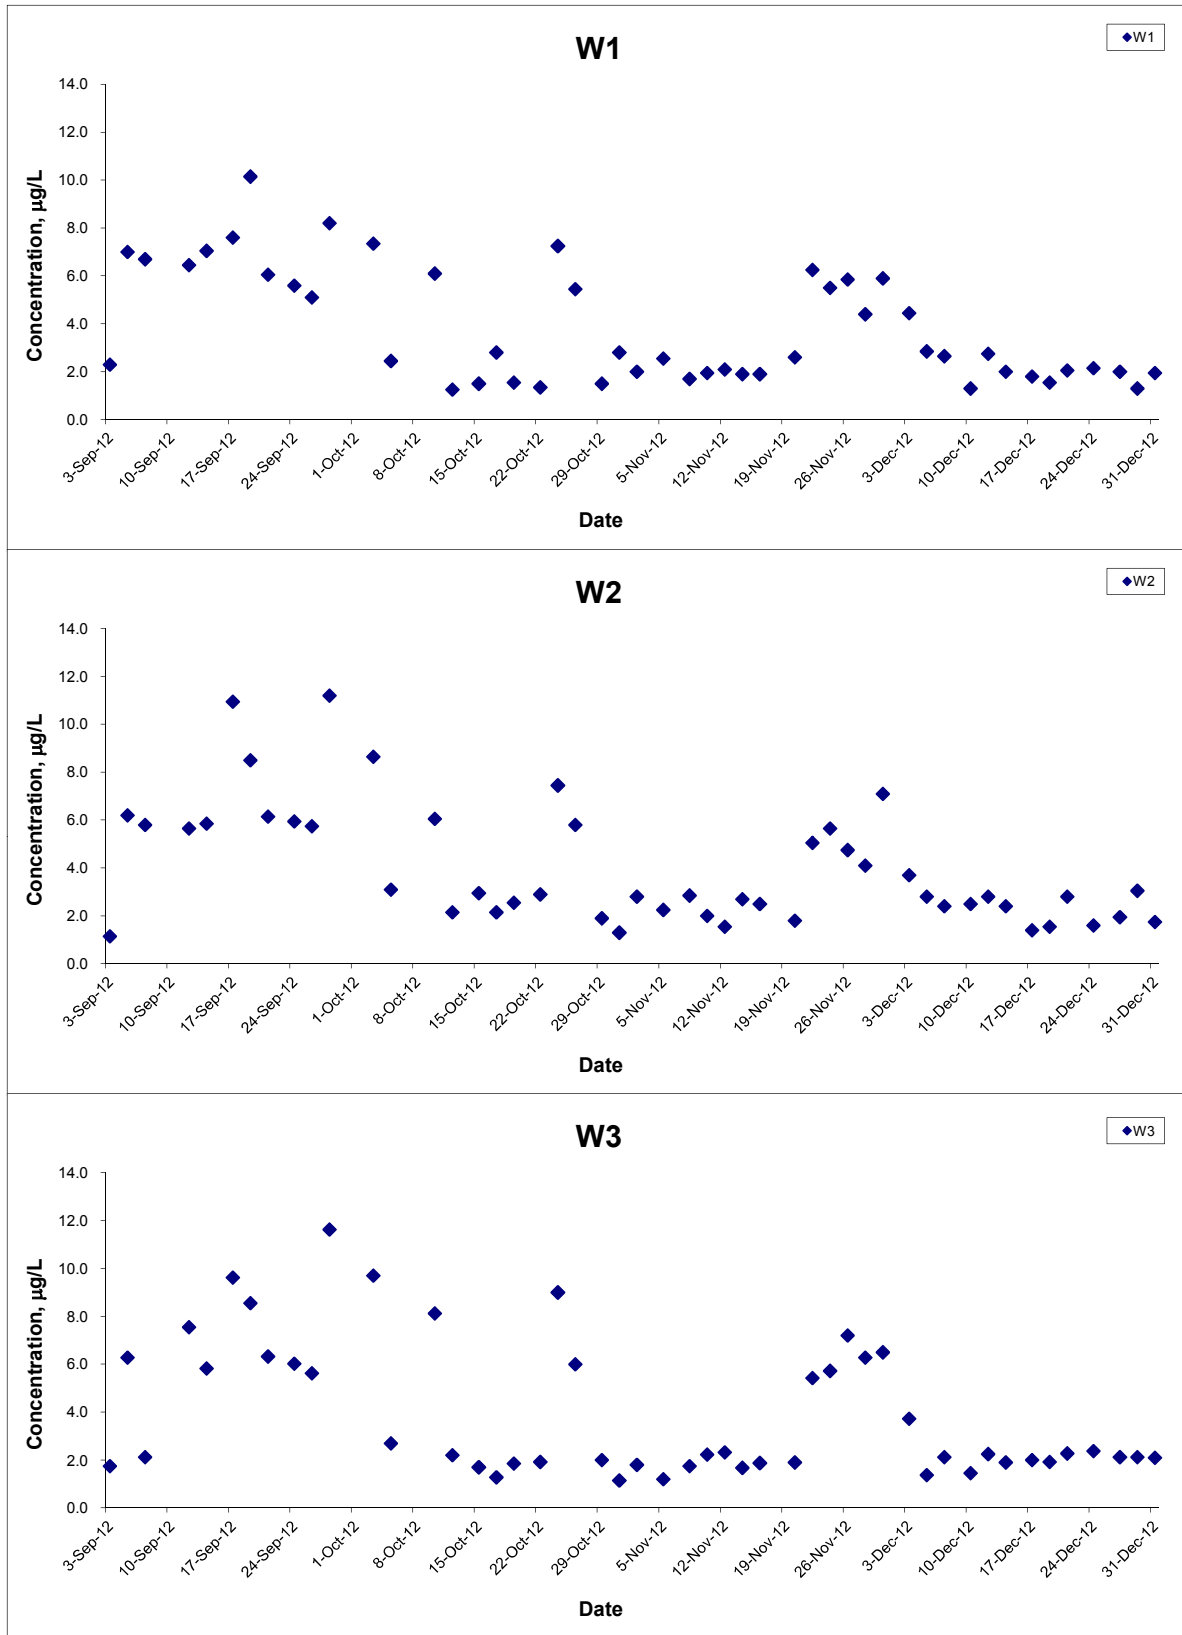 W1
W1
14.0
12.0
10.0
8.0
6.0
4.0
2.0
0.0
Concentration, µg/L
3-Sep-12 10-Sep-12 17-Sep-12 24-Sep-12 1-Oct-12 8-Oct-12 15-Oct-12 22-Oct-12 29-Oct-12 5-Nov-12 12-Nov-12 19-Nov-12 26-Nov-12 3-Dec-12 10-Dec-12 17-Dec-12 24-Dec-12 31-Dec-12
Date
W2
W2
14.0
12.0
10.0
8.0
6.0
4.0
2.0
0.0
Concentration, µg/L
3-Sep-12 10-Sep-12 17-Sep-12 24-Sep-12 1-Oct-12 8-Oct-12 15-Oct-12 22-Oct-12 29-Oct-12 5-Nov-12 12-Nov-12 19-Nov-12 26-Nov-12 3-Dec-12 10-Dec-12 17-Dec-12 24-Dec-12 31-Dec-12
Date
W3
W3
14.0
12.0
10.0
8.0
6.0
4.0
2.0
0.0
Concentration, µg/L
3-Sep-12 10-Sep-12 17-Sep-12 24-Sep-12 1-Oct-12 8-Oct-12 15-Oct-12 22-Oct-12 29-Oct-12 5-Nov-12 12-Nov-12 19-Nov-12 26-Nov-12 3-Dec-12 10-Dec-12 17-Dec-12 24-Dec-12 31-Dec-12
Date